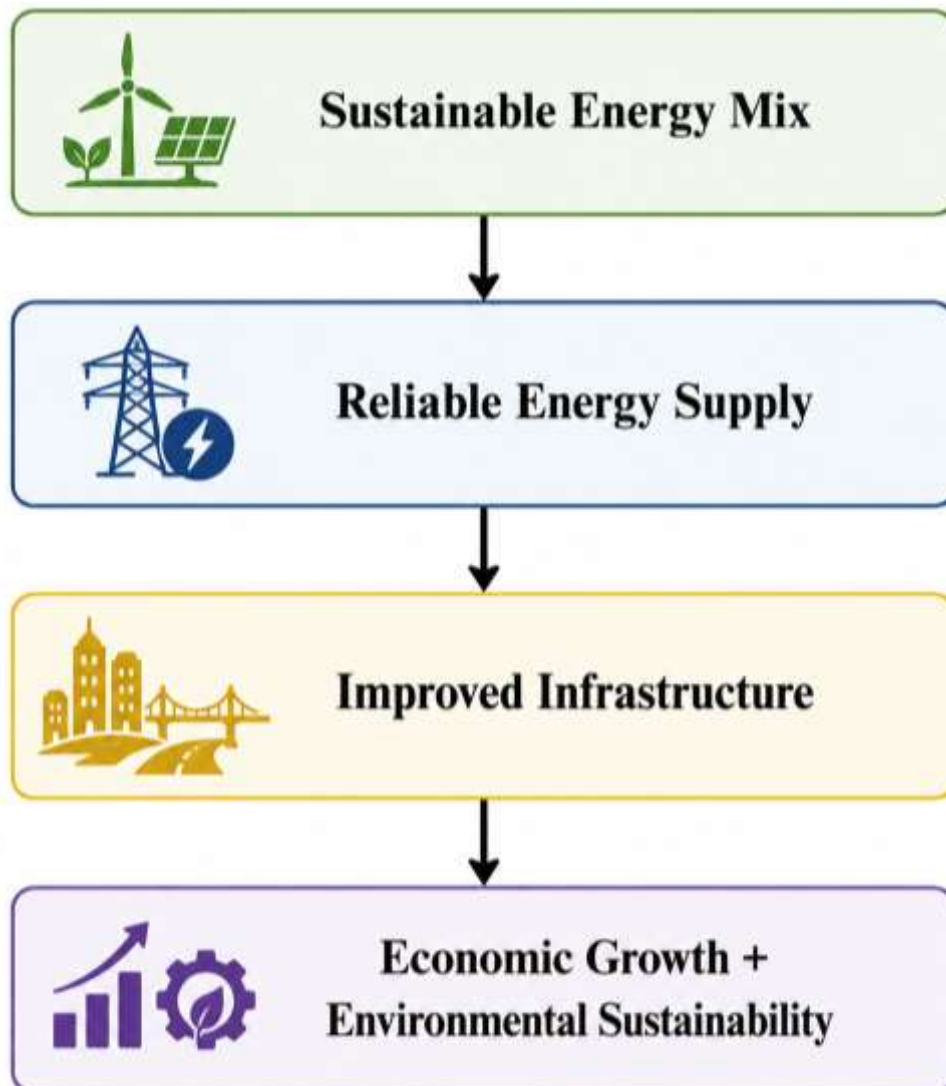 Sustainable Energy Mix
Reliable Energy Supply
Improved Infrastructure
Economic Growth +
Environmental Sustainability